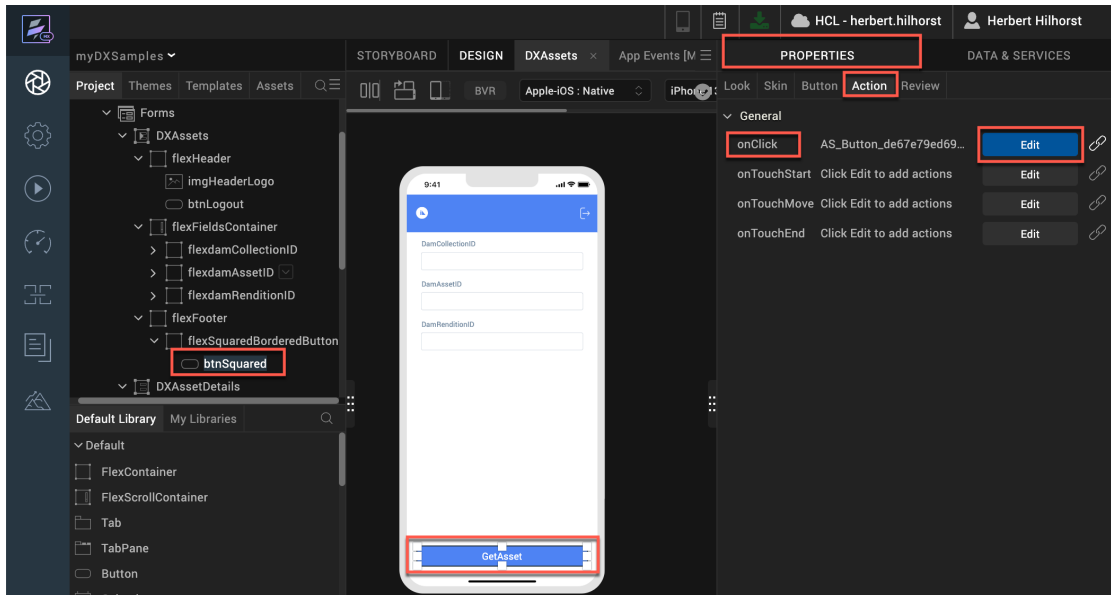 HCL - herbert.hilhorst
Herbert Hilhorst
MX
myDXSamples
STORYBOARD
DESIGN
DXAssets
App Events [M
PROPERTIES
DATA & SERVICES
Project Themes Templates Assets
BVR
Apple-iOS : Native
Look Skin Button Action Review
Forms
DXAssets
flexHeader
imgHeaderLogo
btnLogout
flexFieldsContainer
flexdamCollectionID
flexdamAssetID
flexdamRenditionID
flexFooter
flexSquaredBorderedButton
btnSquared
DXAssetDetails
Default Library My Libraries
Default
FlexContainer
FlexScrollContainer
Tab
TabPane
Button
9:41
DamCollectionID
DamAssetID
DamRenditionID
GetAsset
General
onClick AS_Button_de67e79ed69... Edit
onTouchStart Click Edit to add actions Edit
onTouchMove Click Edit to add actions Edit
onTouchEnd Click Edit to add actions Edit